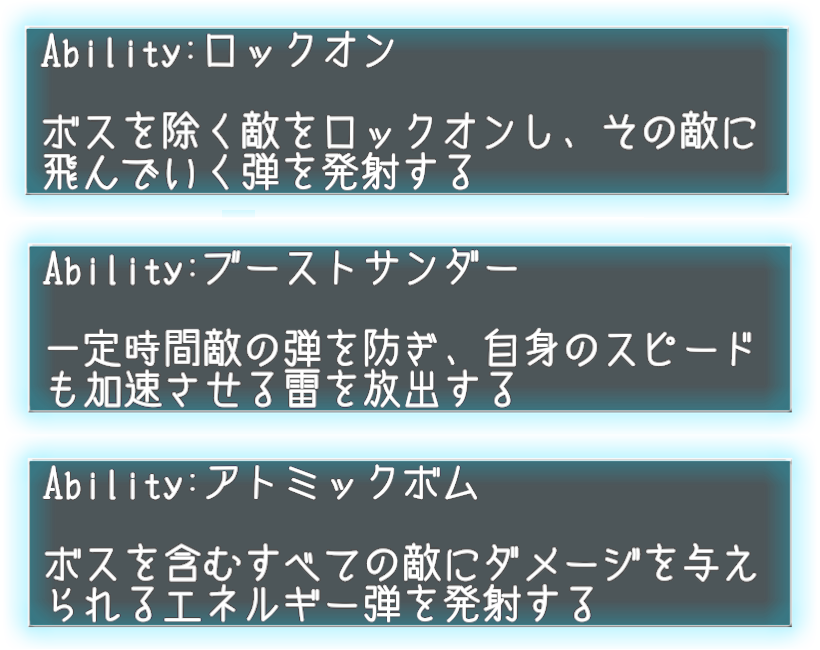 Ability:ロックオン
ボスを除く敵をロックオンし、その敵に
飛んでいく弾を発射する
Ability:ブーストサンダー
一定時間敵の弾を防ぎ、自身のスピード
も加速させる雷を放出する
Ability:アトミックボム
ボスを含むすべての敵にダメージを与え
られるエネルギー弾を発射する